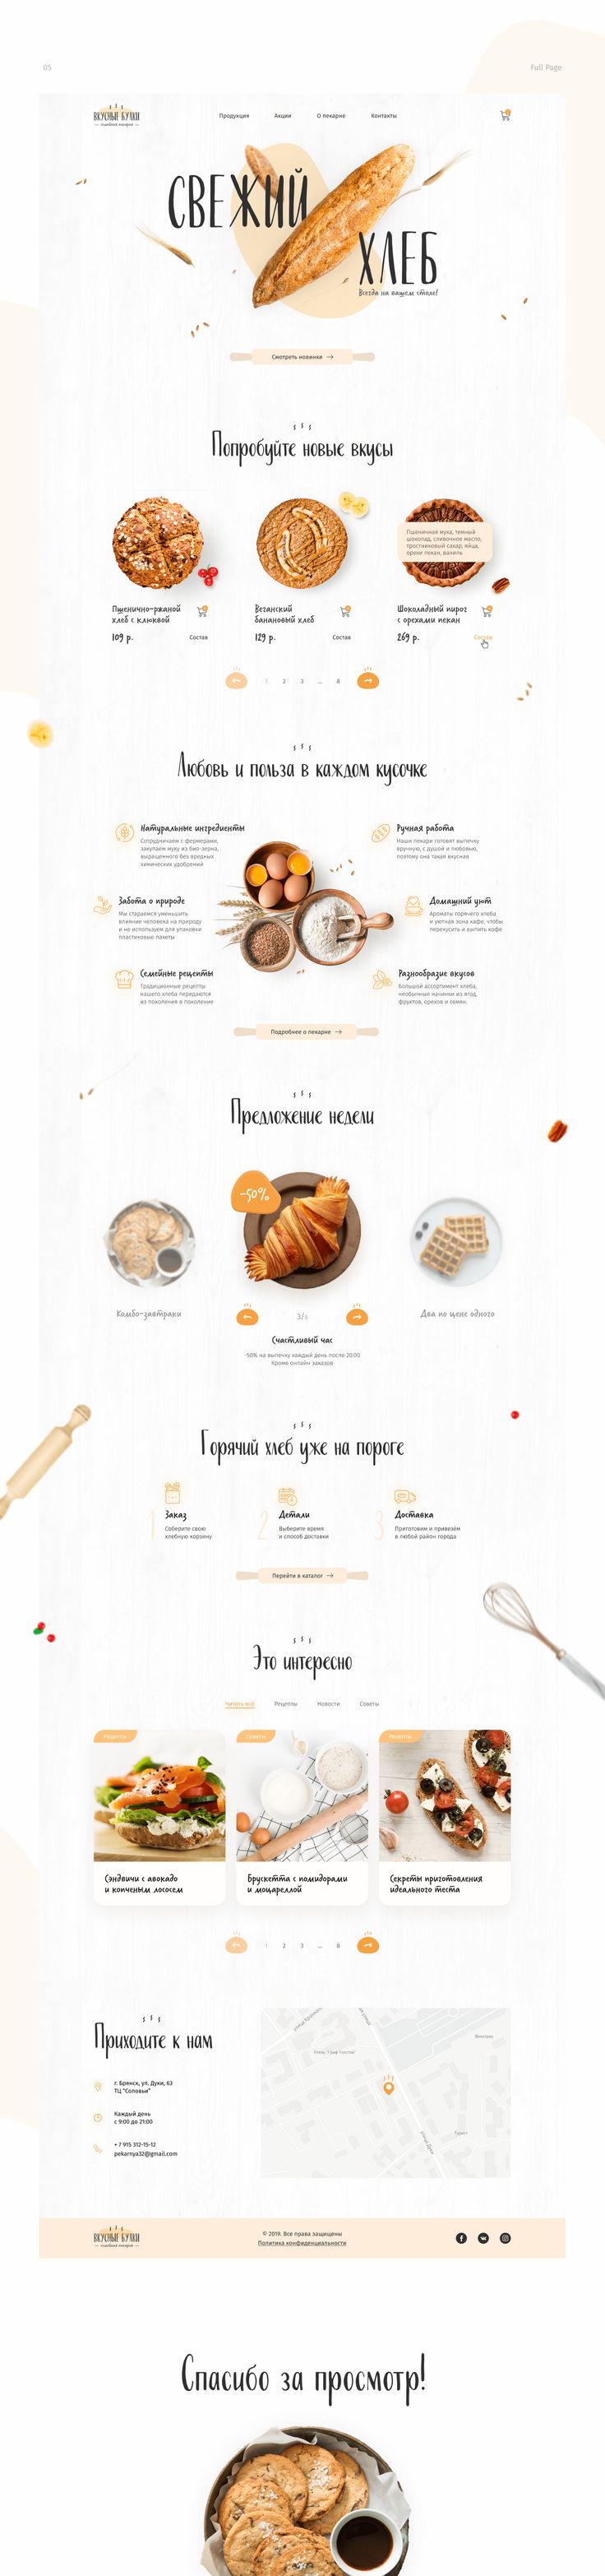 05
Full Page
ВКУСНЫЕ БУЛКИ
семейная пекарня
Продукция
Акции
О пекарне
Контакты
СВЕЖИЙ
ХЛЕБ
Всегда на вашем столе!
Смотреть новинки
Попробуйте новые вкусы
Пшенично-ржаной
хлеб с клюквой
109 р.
Состав
Веганский
банановый хлеб
129 р.
Состав
Пшеничная мука, темный
шоколад, сливочное масло,
тростниковый сахар, яйца,
орехи пекан, ваниль
Шоколадный пирог
с орехами пекан
269 р.
Состав
1 2 3 ... 8
Любовь и польза в каждом кусочке
Натуральные ингредиенты
Сотрудничаем с фермерами,
закупаем муку из био-зерна,
выращенного без вредных
химических удобрений
Ручная работа
Наши пекари готовят выпечку
вручную, с душой и любовью,
поэтому она такая вкусная
Забота о природе
Мы стараемся уменьшить
влияние человека на природу
и не используем для упаковки
пластиковые пакеты
Домашний уют
Ароматы горячего хлеба
и уютная зона кафе, чтобы
перекусить и выпить кофе
Семейные рецепты
Традиционные рецепты
нашего хлеба передаются
из поколения в поколение
Разнообразие вкусов
Большой ассортимент хлеба,
необычные начинки из ягод,
фруктов, орехов и семян.
Подробнее о пекарне
Предложение недели
-50%
Комбо-завтраки
3/5
Два по цене одного
Счастливый час
-50% на выпечку каждый день после 20:00
Кроме онлайн заказов
Горячий хлеб уже на пороге
1
Заказ
Соберите свою
хлебную корзину
2
Детали
Выберите время
и способ доставки
3
Доставка
Приготовим и привезём
в любой район города
Перейти в каталог
Это интересно
Читать всё
Рецепты
Новости
Советы
Рецепты
Сэндвичи с авокадо
и копченым лососем
Советы
Брускетта с помидорами
и моцареллой
Рецепты
Секреты приготовления
идеального теста
1 2 3 ... 8
Приходите к нам
г. Брянск, ул. Дуки, 63
ТЦ "Соловьи"
Каждый день
с 9:00 до 21:00
+ 7 915 312-15-12
pekarnya32@gmail.com
улица Дуки
ВКУСНЫЕ БУЛКИ
семейная пекарня
© 2019. Все права защищены
Политика конфиденциальности
Спасибо за просмотр!